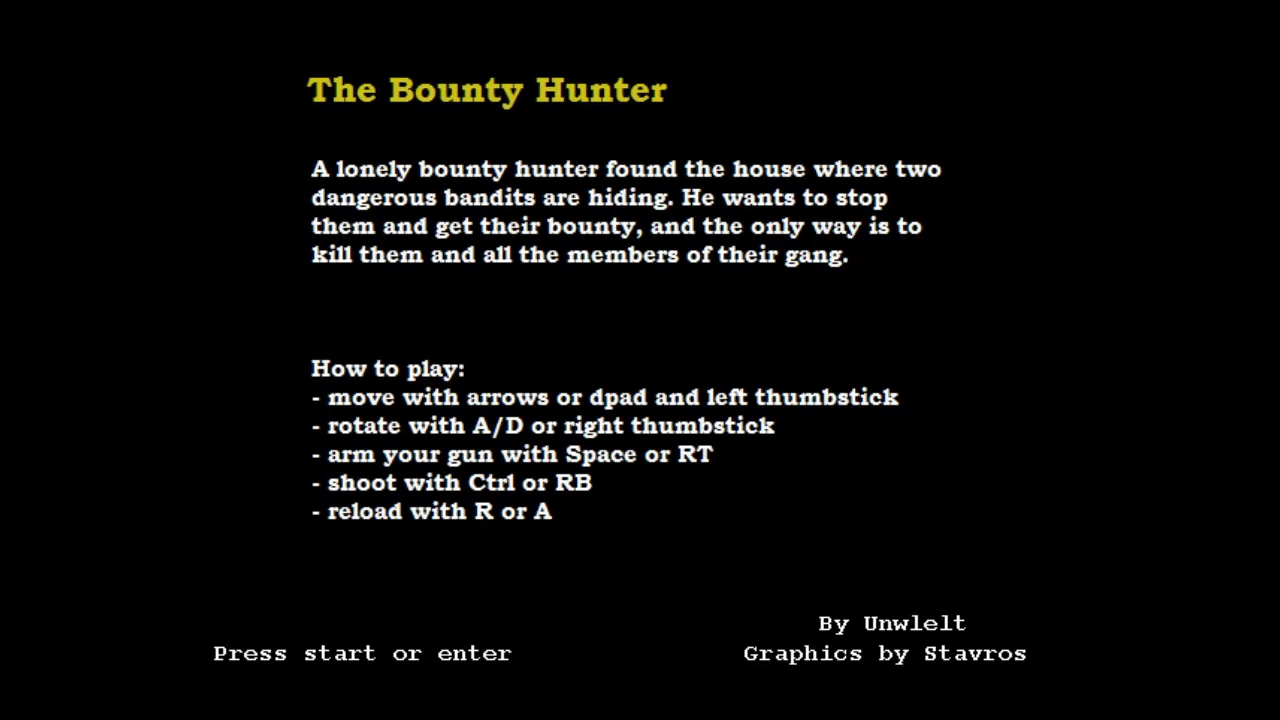 The Bounty Hunter
A lonely bounty hunter found the house where two
dangerous bandits are hiding. He wants to stop
them and get their bounty, and the only way is to
kill them and all the members of their gang.
How to play:
- move with arrows or dpad and left thumbstick
- rotate with A/D or right thumbstick
- arm your gun with Space or RT
- shoot with Ctrl or RB
- reload with R or A
By Unwlelt
Press start or enter
Graphics by Stavros